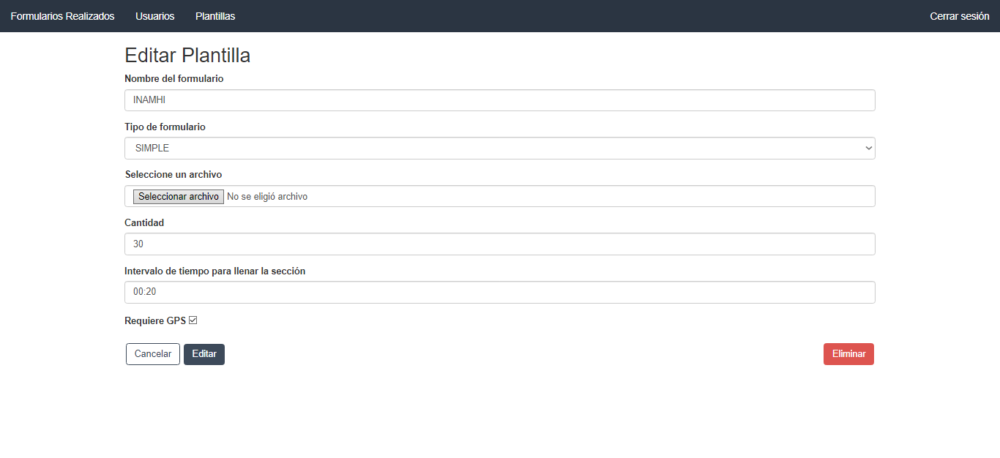 Formularios Realizados Usuarios Plantillas Cerrar sesión
Editar Plantilla
Nombre del formulario
INAMHI
Tipo de formulario
SIMPLE
Seleccione un archivo
Seleccionar archivo No se eligió archivo
Cantidad
30
Intervalo de tiempo para llenar la sección
00:20
Requiere GPS
Cancelar Editar Eliminar